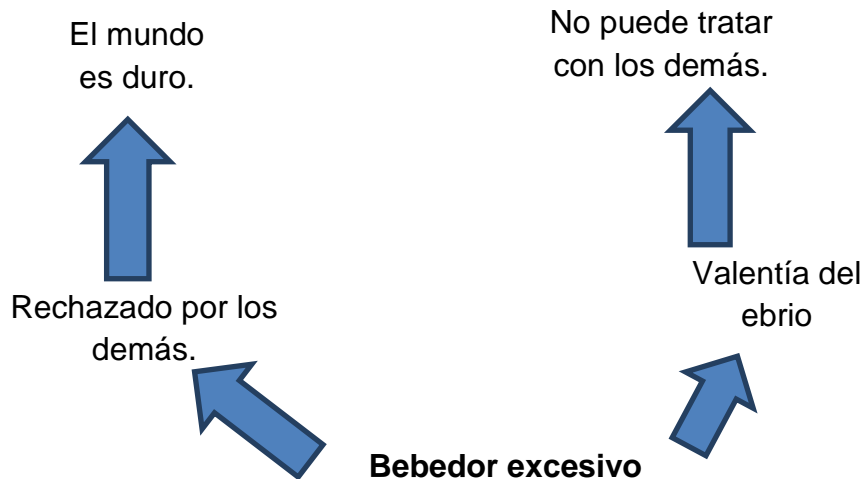 El mundo
es duro.
No puede tratar
con los demás.
Rechazado por los
demás.
Valentía del
ebrio
Bebedor excesivo